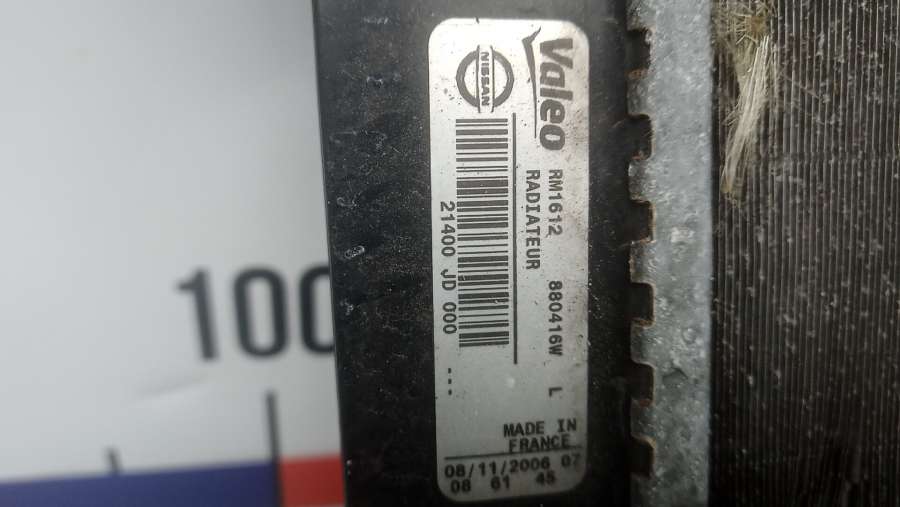 Valeo
NISSAN
RM1612 880416W L
RADIATEUR
21400 JD 000
---
MADE IN
FRANCE
08/11/2006 07
08 61 45
100